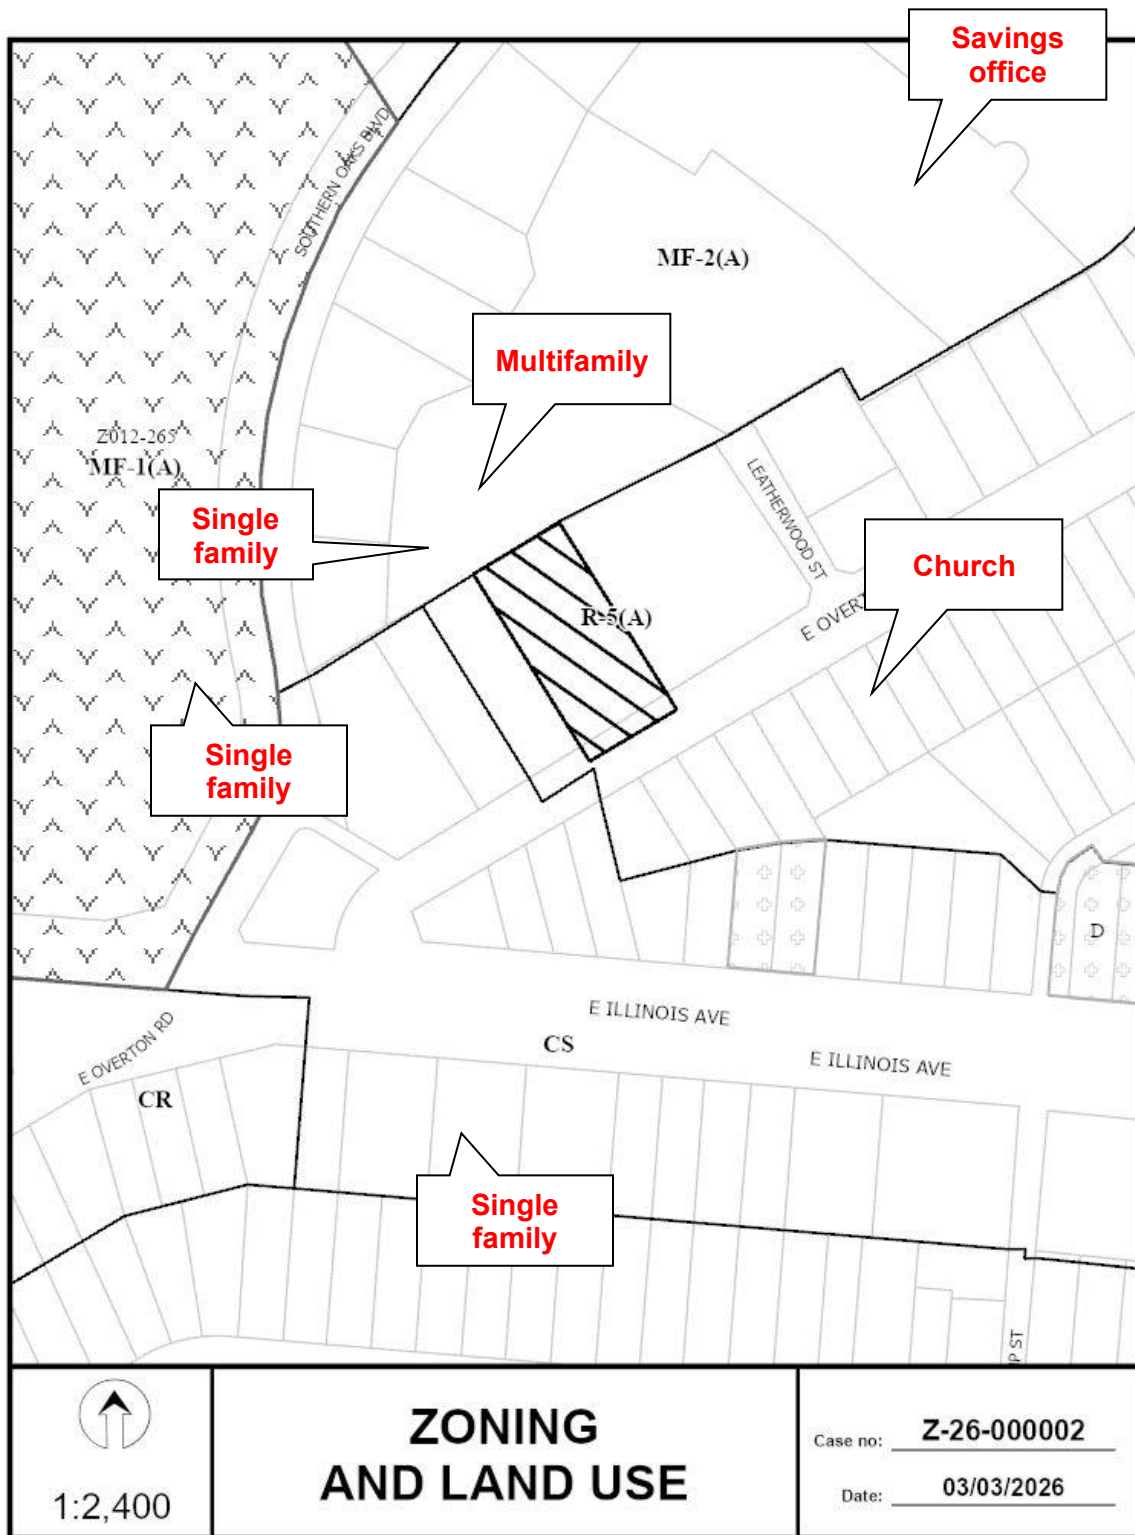 Savings
office
SOUTHERN OAKS BLVD
MF-2(A)
Multifamily
Z012-265
MF-1(A)
LEATHERWOOD ST
Single
family
Church
R-5(A)
E OVERT
Single
family
D
E ILLINOIS AVE
E OVERTON RD
CS
E ILLINOIS AVE
CR
Single
family
P ST
1:2,400
ZONING
AND LAND USE
Case no: Z-26-000002
Date: 03/03/2026